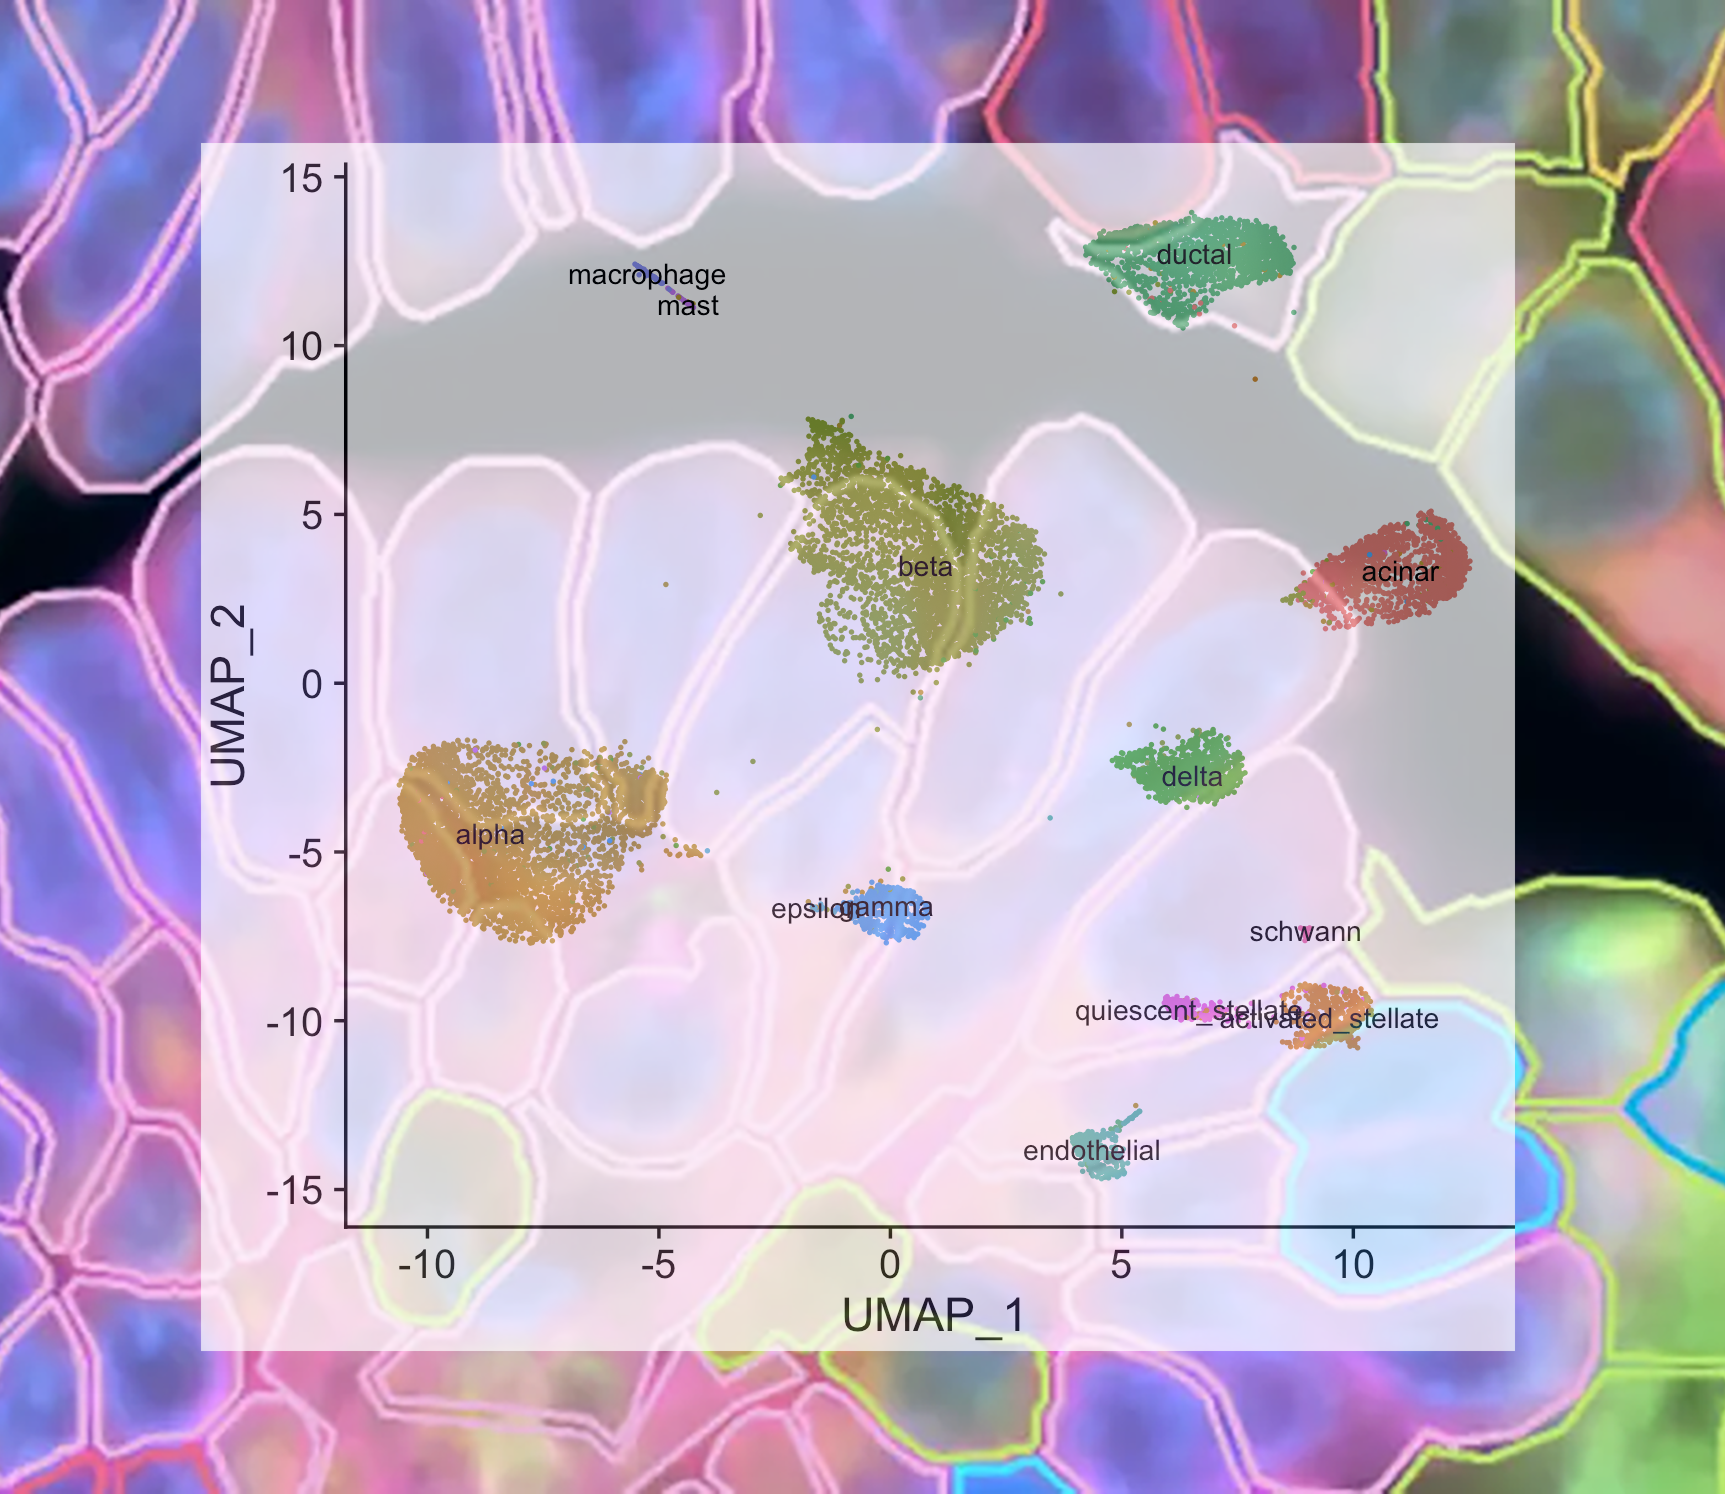 15
10
5
0
-5
-10
-15
UMAP_2
macrophage
mast
ductal
beta
acinar
alpha
delta
epsilon
gamma
schwann
quiescent_stellate
activated_stellate
endothelial
-10
-5
0
5
10
UMAP_1